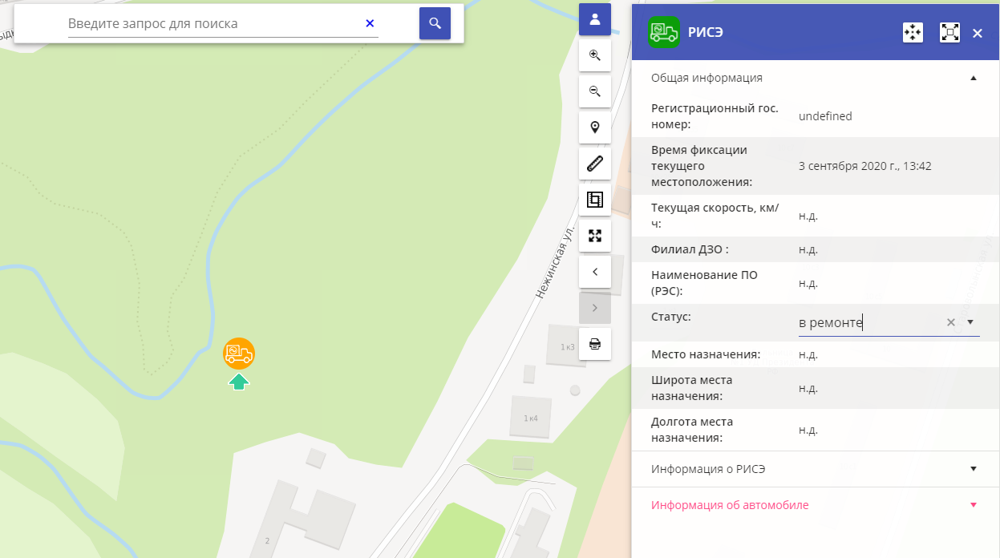 Введите запрос для поиска
РИСЭ
Общая информация
Регистрационный гос.
номер:
undefined
Время фиксации
текущего
местоположения:
3 сентября 2020 г., 13:42
Текущая скорость, км/
ч:
н.д.
Филиал ДЗО :
н.д.
Наименование ПО
(РЭС):
н.д.
Статус:
в ремонте
Место назначения:
н.д.
Широта места
назначения:
н.д.
Долгота места
назначения:
н.д.
Информация о РИСЭ
Информация об автомобиле
Нежинская ул.
1 к3
1 к4
2